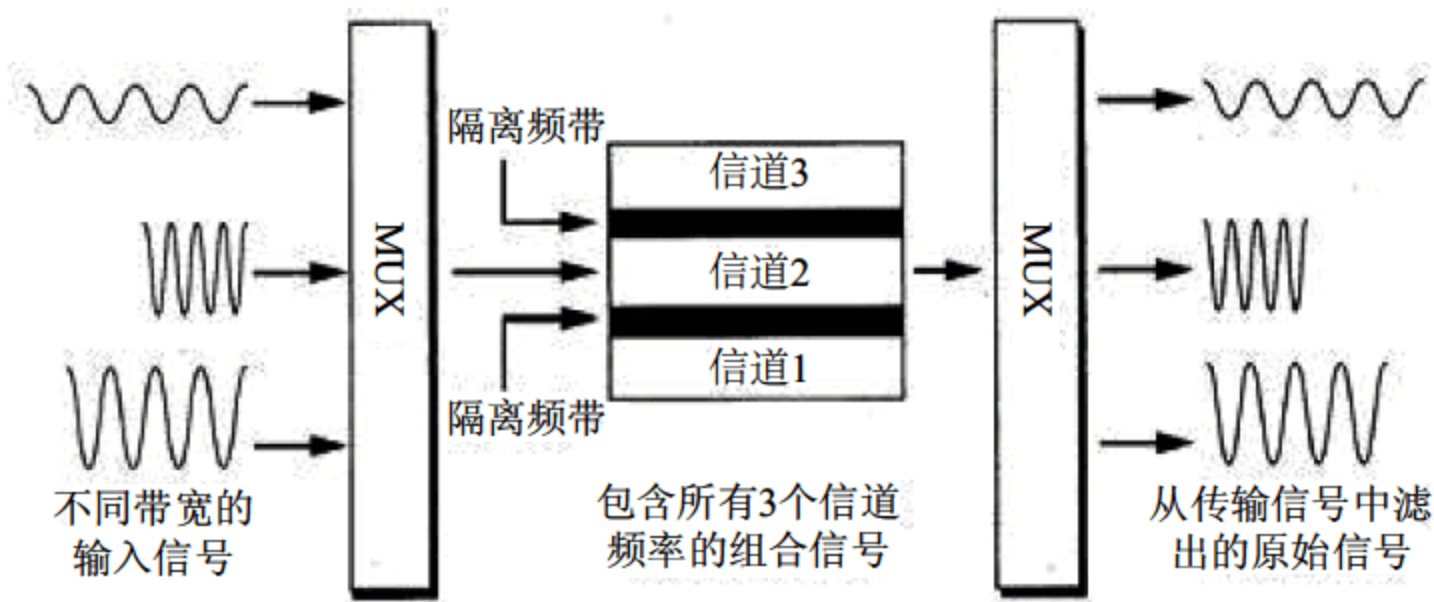 隔离频带
信道3
MUX
信道2
MUX
信道1
隔离频带
不同带宽的
输入信号
包含所有3个信道
频率的组合信号
从传输信号中滤
出的原始信号